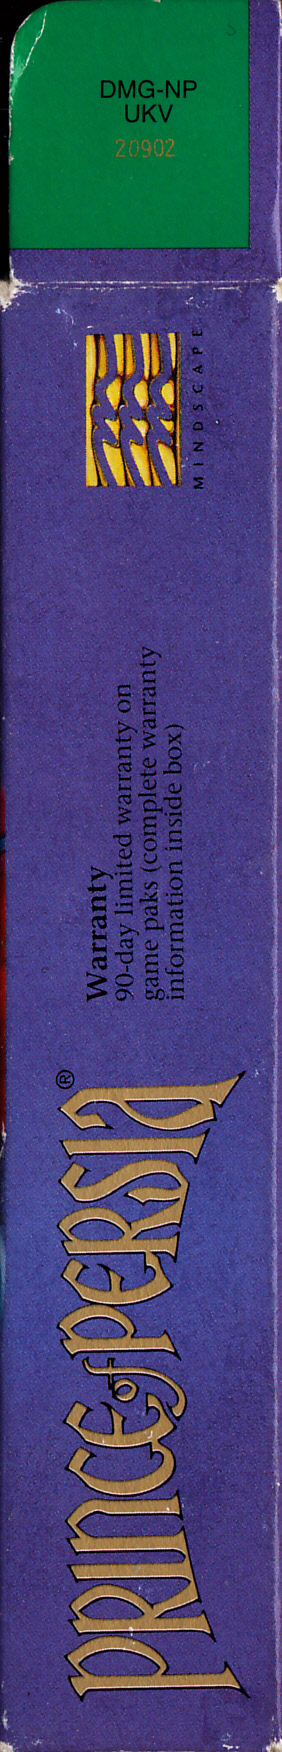 DMG-NP
UKV
20902
MINDSCAPE
Warranty
90-day limited warranty on
game paks (complete warranty
information inside box)
PRINCE of PERSIA®